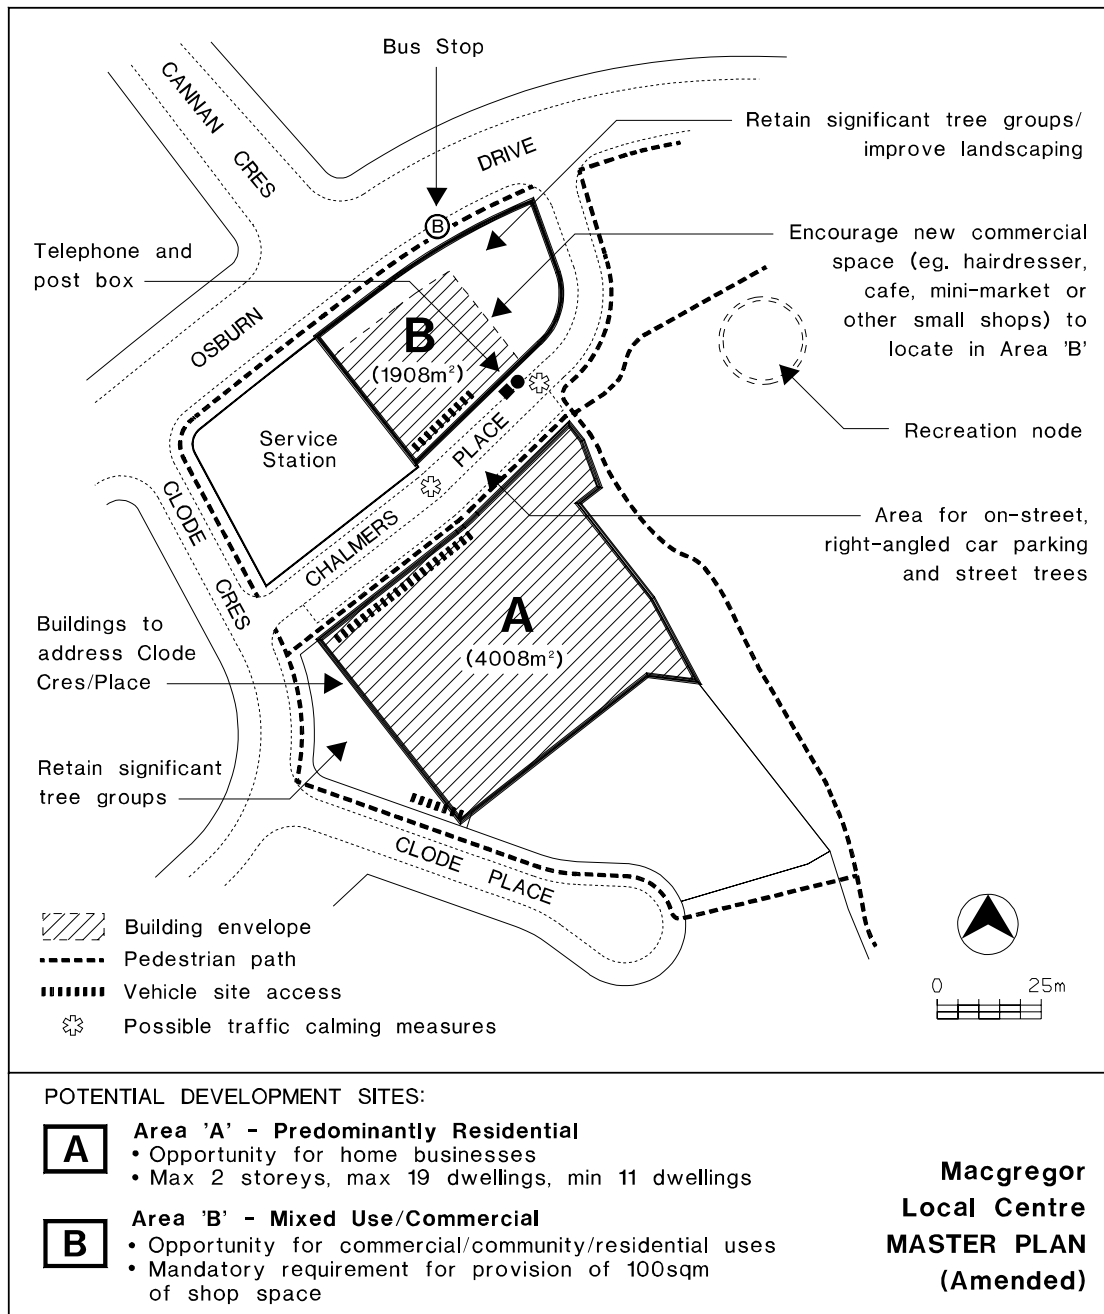 Bus Stop
CANNAN CRES
DRIVE
Retain significant tree groups/
improve landscaping
Telephone and
post box
Encourage new commercial
space (eg. hairdresser,
cafe, mini-market or
other small shops) to
locate in Area 'B'
B
OSBURN
B
(1908m²)
Service
Station
PLACE
Recreation node
CLODE CRES
CHALMERS
Area for on-street,
right-angled car parking
and street trees
A
(4008m²)
Buildings to
address Clode
Cres/Place
Retain significant
tree groups
CLODE PLACE
Building envelope
Pedestrian path
Vehicle site access
Possible traffic calming measures
0 25m
POTENTIAL DEVELOPMENT SITES:
A
Area 'A' - Predominantly Residential
• Opportunity for home businesses
• Max 2 storeys, max 19 dwellings, min 11 dwellings
B
Area 'B' - Mixed Use/Commercial
• Opportunity for commercial/community/residential uses
• Mandatory requirement for provision of 100sqm
of shop space
Macgregor
Local Centre
MASTER PLAN
(Amended)